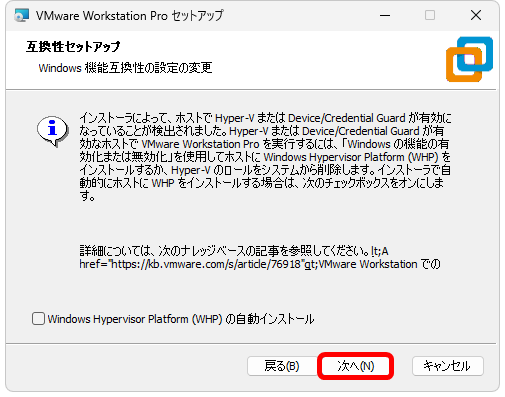 VMware Workstation Pro セットアップ
互換性セットアップ
Windows 機能互換性の設定の変更
インストーラによって、ホストで Hyper-V または Device/Credential Guard が有効に
なっていることが検出されました。Hyper-V または Device/Credential Guard が有
効なホストで VMware Workstation Pro を実行するには、「Windows の機能の有
効化または無効化」を使用してホストに Windows Hypervisor Platform (WHP) を
インストールするか、Hyper-V のロールをシステムから削除します。インストーラで自
動的にホストに WHP をインストールする場合は、次のチェックボックスをオンにしま
す。
詳細については、次のナレッジベースの記事を参照してください。lt;A
href="https://kb.vmware.com/s/article/76918"gt;VMware Workstation での
Windows Hypervisor Platform (WHP) の自動インストール
戻る(B)
次へ(N)
キャンセル